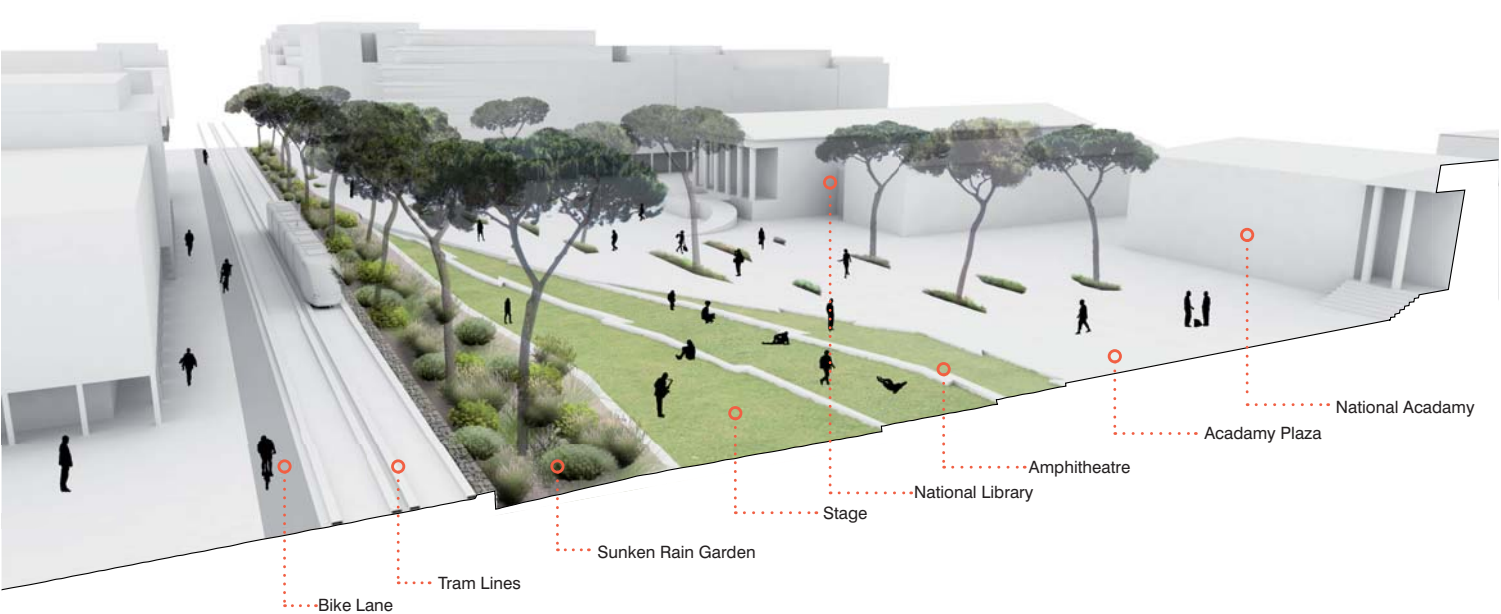 National Acadamy
Acadamy Plaza
Amphitheatre
National Library
Stage
Sunken Rain Garden
Tram Lines
Bike Lane